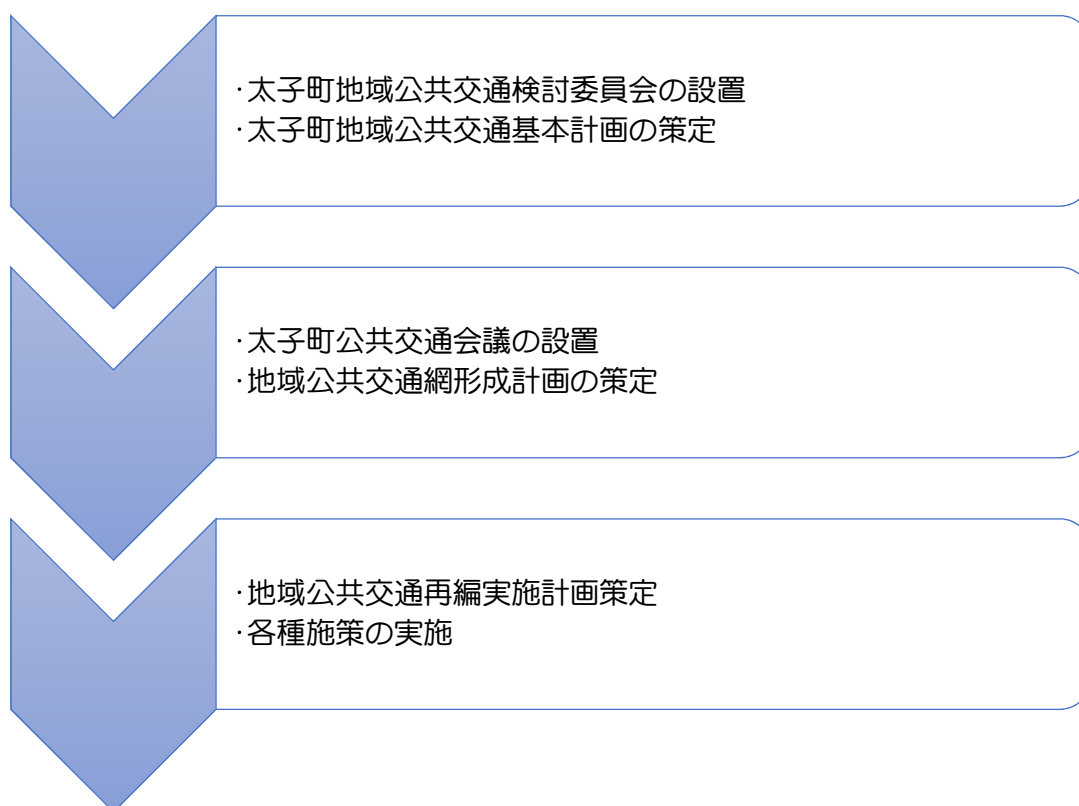 ・太子町地域公共交通検討委員会の設置
・太子町地域公共交通基本計画の策定
・太子町公共交通会議の設置
・地域公共交通網形成計画の策定
・地域公共交通再編実施計画策定
・各種施策の実施